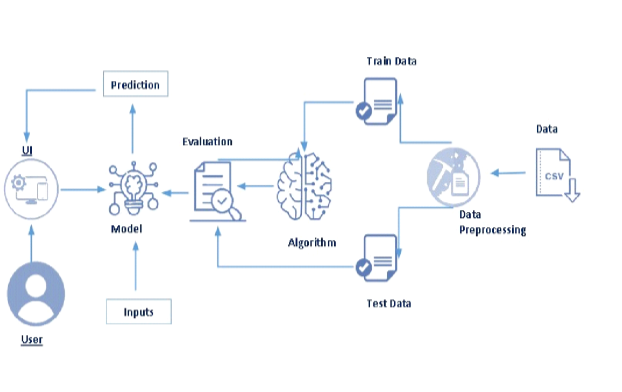 Train Data
Prediction
Data
Evaluation
UI
CSV
Model
Algorithm
Data
Preprocessing
Inputs
Test Data
User